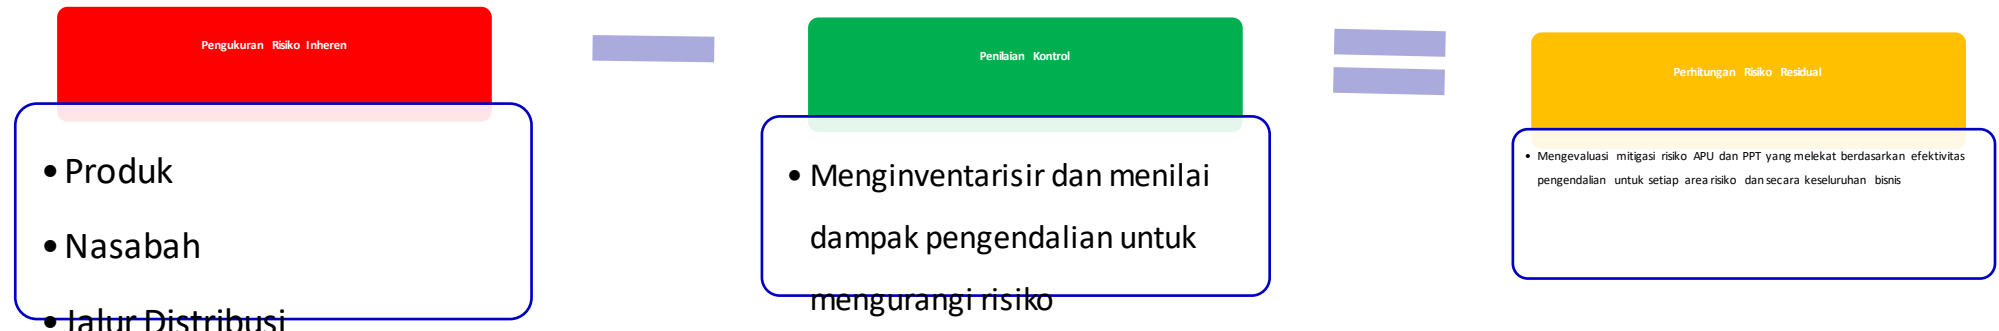 Pengukuran Risiko Inheren
• Produk
• Nasabah
• Jalur Distribusi
Penilaian Kontrol
• Menginventarisir dan menilai
dampak pengendalian untuk
mengurangi risiko
Perhitungan Risiko Residual
• Mengevaluasi mitigasi risiko APU dan PPT yang melekat berdasarkan efektivitas
pengendalian untuk setiap area risiko dan secara keseluruhan bisnis